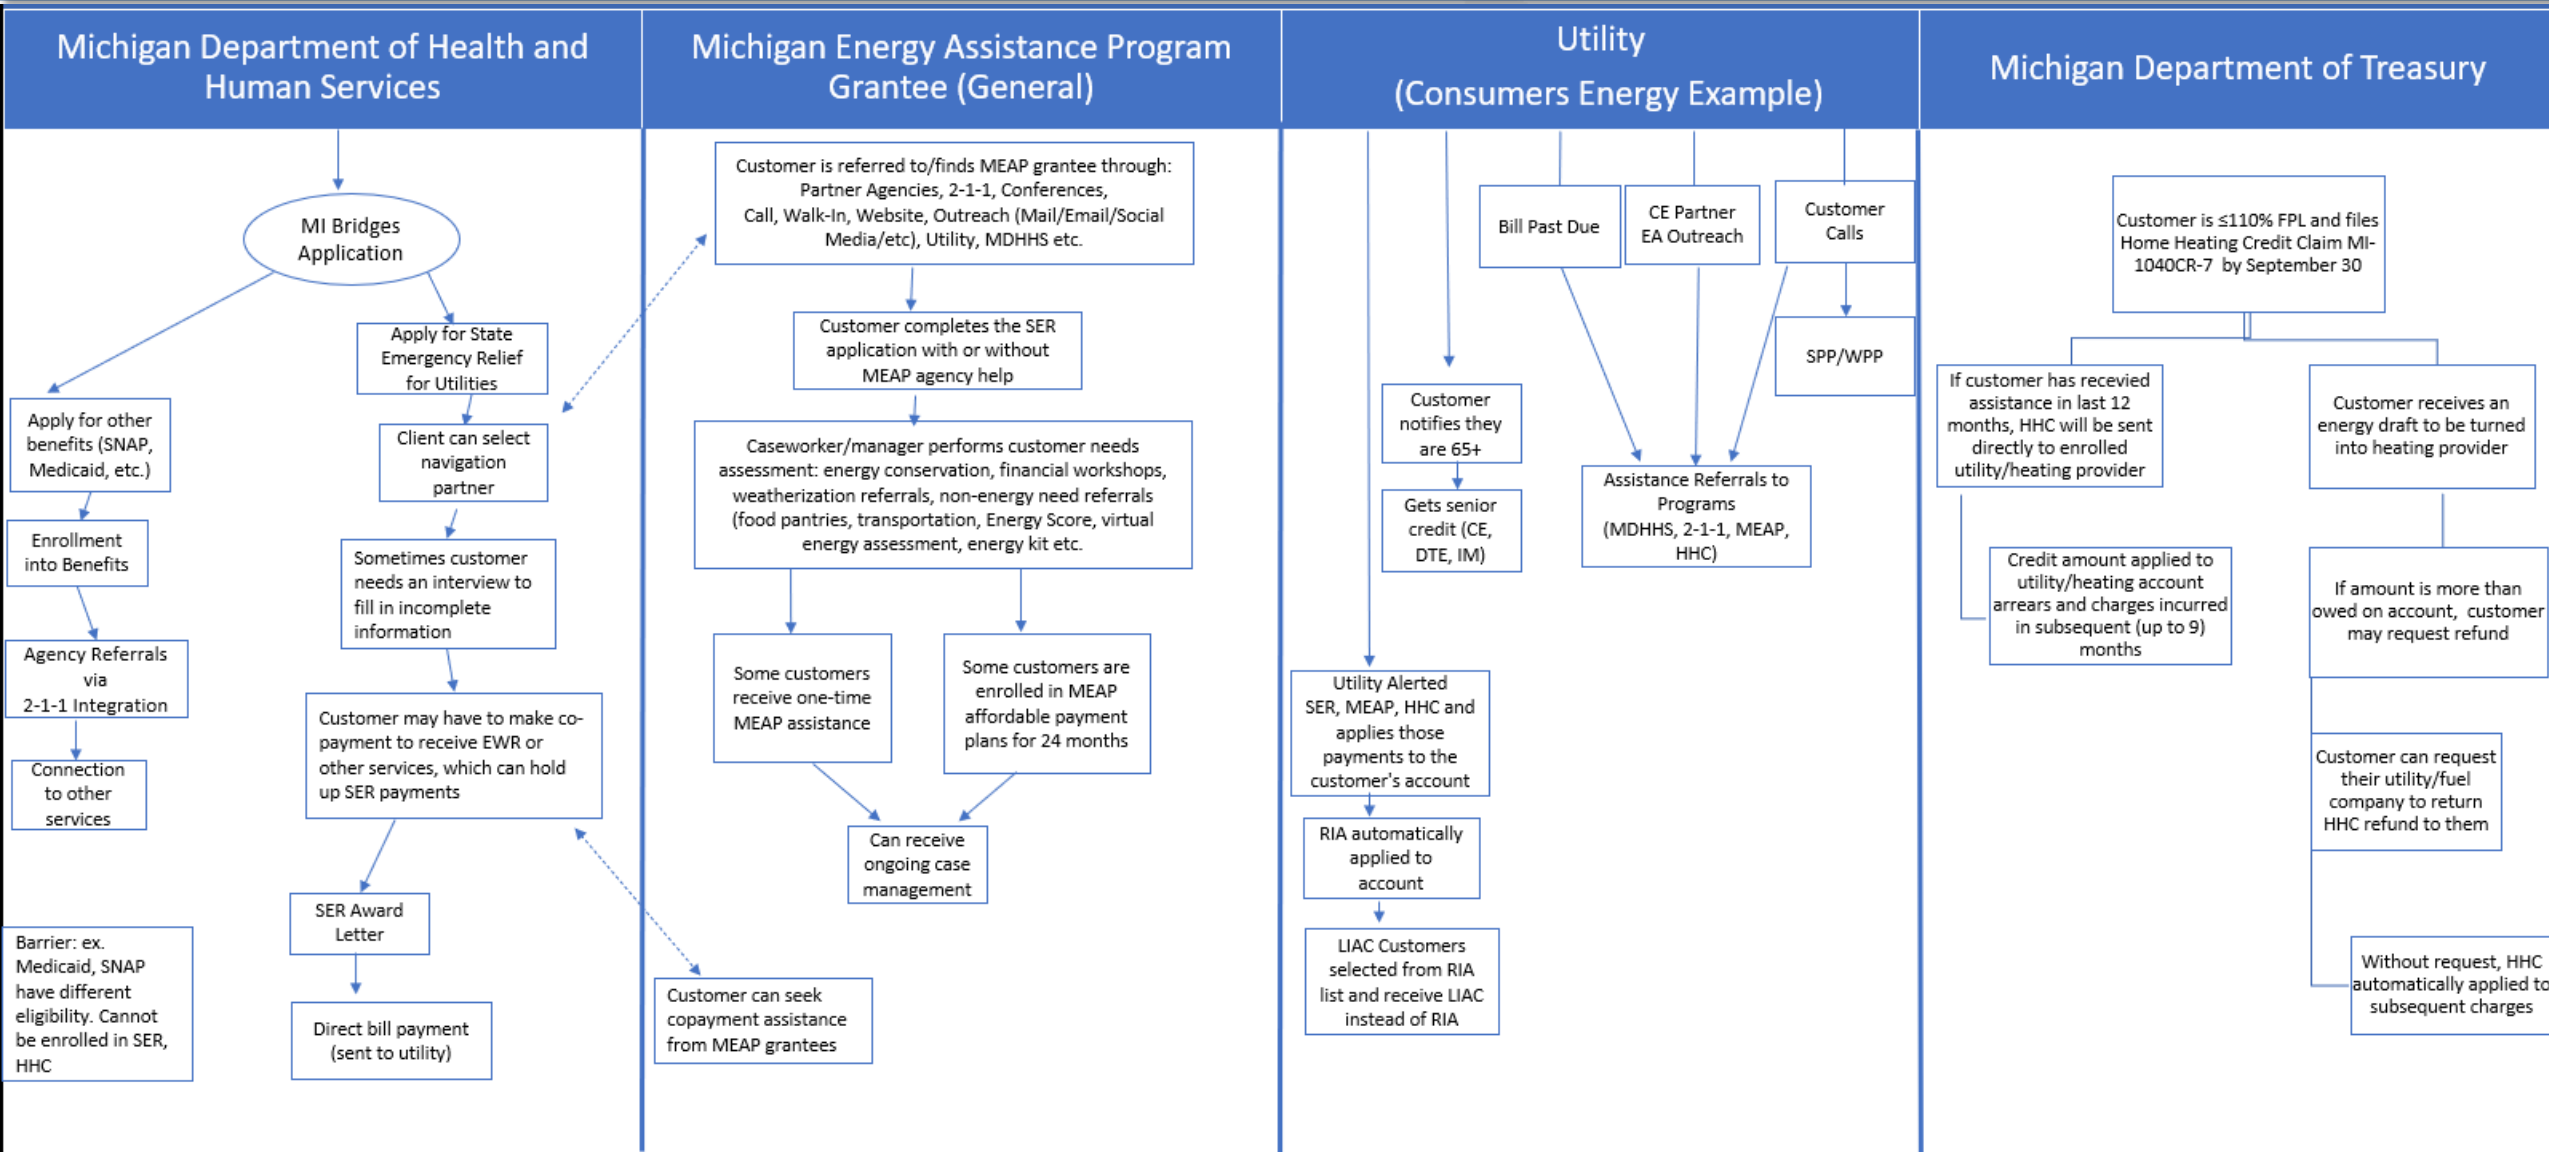 Michigan Department of Health and
Human Services
MI Bridges
Application
Apply for State
Emergency Relief
for Utilities
Apply for other
benefits (SNAP,
Medicaid, etc.)
Client can select
navigation
partner
Enrollment
into Benefits
Sometimes customer
needs an interview to
fill in incomplete
information
Agency Referrals
via
2-1-1 Integration
Customer may have to make co-
payment to receive EWR or
other services, which can hold
up SER payments
Connection
to other
services
SER Award
Letter
Barrier: ex.
Medicaid, SNAP
have different
eligibility. Cannot
be enrolled in SER,
HHC
Direct bill payment
(sent to utility)
Michigan Energy Assistance Program
Grantee (General)
Customer is referred to/finds MEAP grantee through:
Partner Agencies, 2-1-1, Conferences,
Call, Walk-In, Website, Outreach (Mail/Email/Social
Media/etc), Utility, MDHHS etc.
Customer completes the SER
application with or without
MEAP agency help
Caseworker/manager performs customer needs
assessment: energy conservation, financial workshops,
weatherization referrals, non-energy need referrals
(food pantries, transportation, Energy Score, virtual
energy assessment, energy kit etc.
Some customers
receive one-time
MEAP assistance
Some customers are
enrolled in MEAP
affordable payment
plans for 24 months
Can receive
ongoing case
management
Customer can seek
copayment assistance
from MEAP grantees
Utility
(Consumers Energy Example)
Bill Past Due
CE Partner
EA Outreach
Customer
Calls
SPP/WPP
Customer
notifies they
are 65+
Gets senior
credit (CE,
DTE, IM)
Assistance Referrals to
Programs
(MDHHS, 2-1-1, MEAP,
HHC)
Utility Alerted
SER, MEAP, HHC and
applies those
payments to the
customer's account
RIA automatically
applied to
account
LIAC Customers
selected from RIA
list and receive LIAC
instead of RIA
Michigan Department of Treasury
Customer is ≤110% FPL and files
Home Heating Credit Claim MI-
1040CR-7 by September 30
If customer has recevied
assistance in last 12
months, HHC will be sent
directly to enrolled
utility/heating provider
Customer receives an
energy draft to be turned
into heating provider
Credit amount applied to
utility/heating account
arrears and charges incurred
in subsequent (up to 9)
months
If amount is more than
owed on account, customer
may request refund
Customer can request
their utility/fuel
company to return
HHC refund to them
Without request, HHC
automatically applied to
subsequent charges